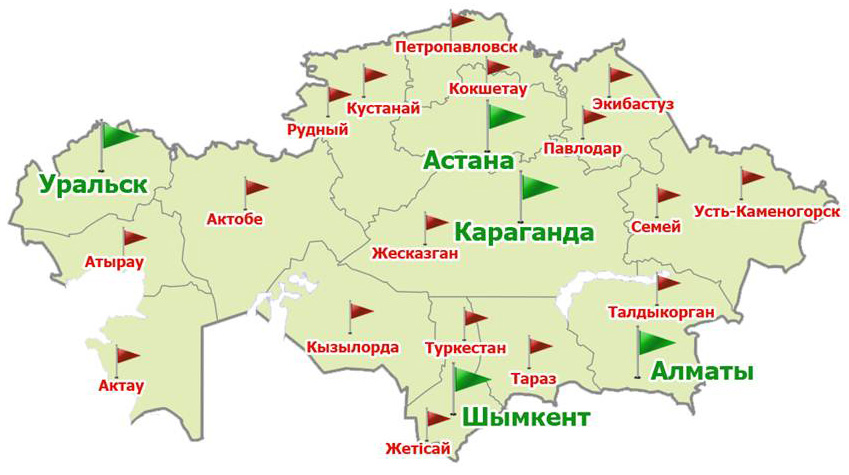 Петропавловск
Кокшетау
Кустанай
Экибастуз
Рудный
Павлодар
Астана
Уральск
Усть-Каменогорск
Актобе
Семей
Караганда
Жесказган
Атырау
Талдыкорган
Кызылорда
Туркестан
Тараз
Алматы
Актау
Шымкент
Жетісай